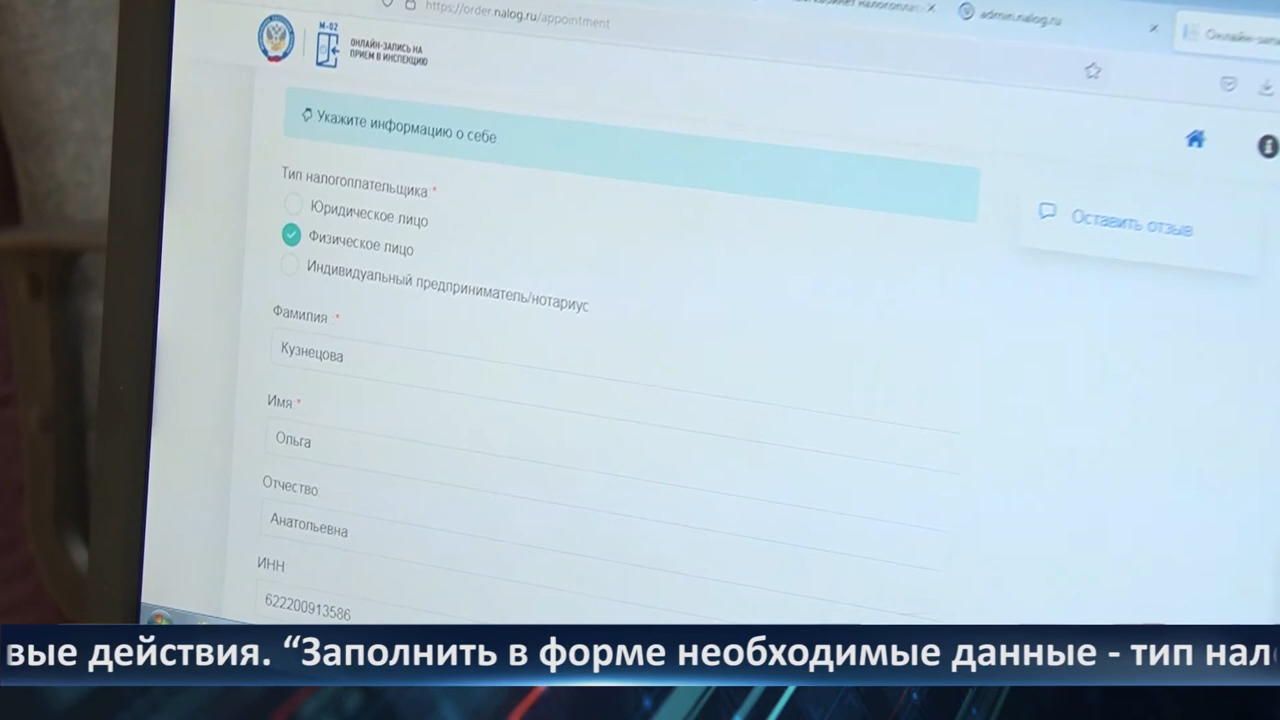 https://order.nalog.ru/appointment
admin.nalog.ru
М-02
ОНЛАЙН-ЗАПИСЬ НА
ПРИЕМ В ИНСПЕКЦИЮ
Укажите информацию о себе
Оставить отзыв
Тип налогоплательщика *
Юридическое лицо
Физическое лицо
Индивидуальный предприниматель/нотариус
Фамилия *
Кузнецова
Имя *
Ольга
Отчество
Анатольевна
ИНН
622200913586
вые действия. “Заполнить в форме необходимые данные - тип нал